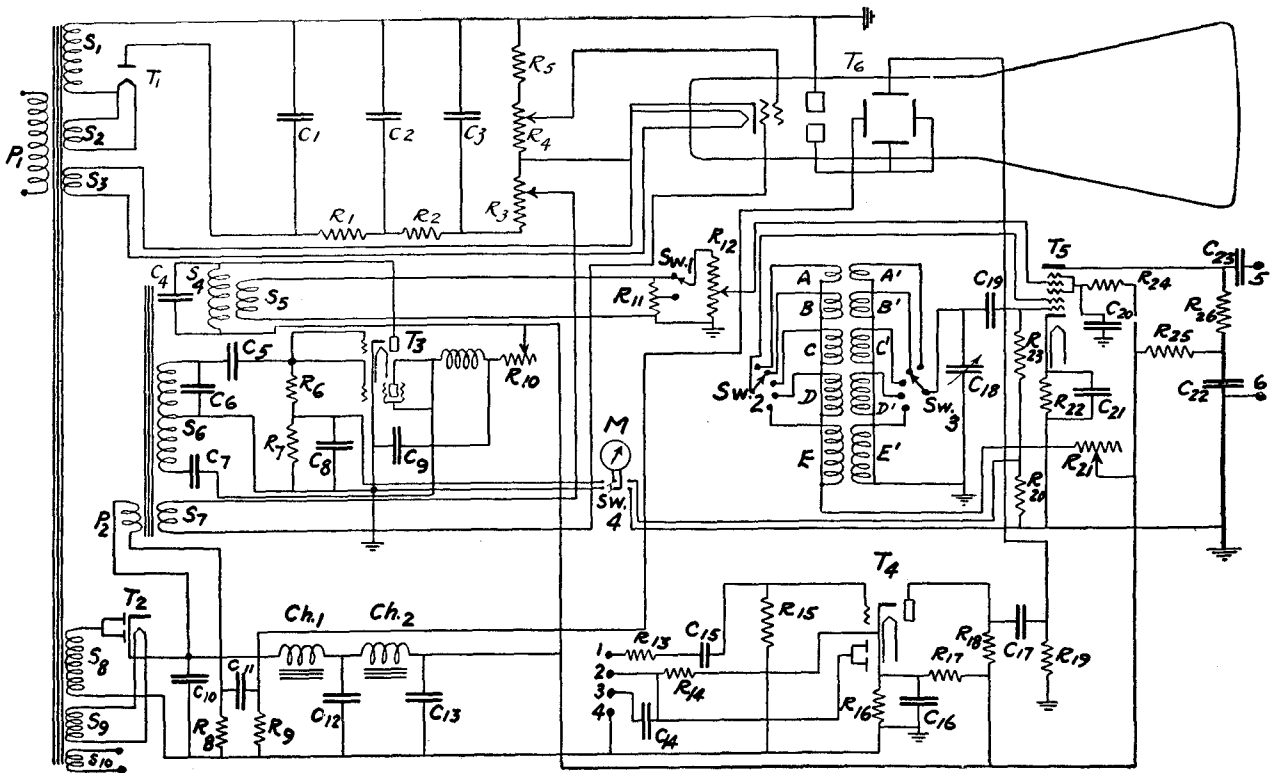 S1
T1
S2
P1
S3
C1
C2
C3
R5
R4
R3
R1
R2
T6
C4
S4
S5
Sw.1
R11
R12
T3
C5
C6
R6
R7
C7
S6
C8
C9
R10
M
Sw. 4
A
A'
B
B'
C
C'
D
D'
E
E'
Sw. 2
Sw. 3
C18
C19
T5
R24
C20
C23
5
R26
R25
R23
R22
C21
C22
6
R21
R20
P2
S7
T2
Ch.1
Ch.2
S8
S9
S10
C10
C11
R8
R9
C12
C13
1
2
3
4
R13
C15
R14
C14
R15
T4
R16
C16
R17
R18
C17
R19